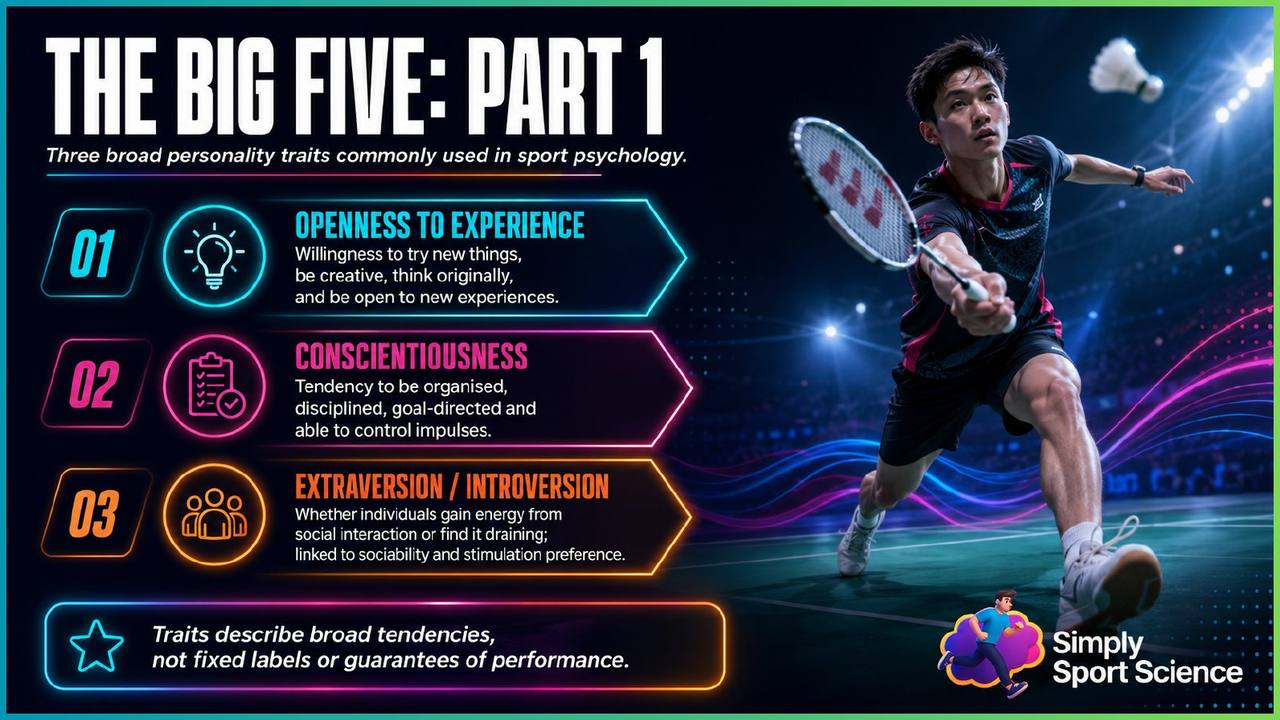 THE BIG FIVE: PART 1
Three broad personality traits commonly used in sport psychology.
01
OPENNESS TO EXPERIENCE
Willingness to try new things,
be creative, think originally,
and be open to new experiences.
02
CONSCIENTIOUSNESS
Tendency to be organised,
disciplined, goal-directed and
able to control impulses.
03
EXTRAVERSION / INTROVERSION
Whether individuals gain energy from
social interaction or find it draining;
linked to sociability and stimulation preference.
Traits describe broad tendencies,
not fixed labels or guarantees of performance.
Simply
Sport Science